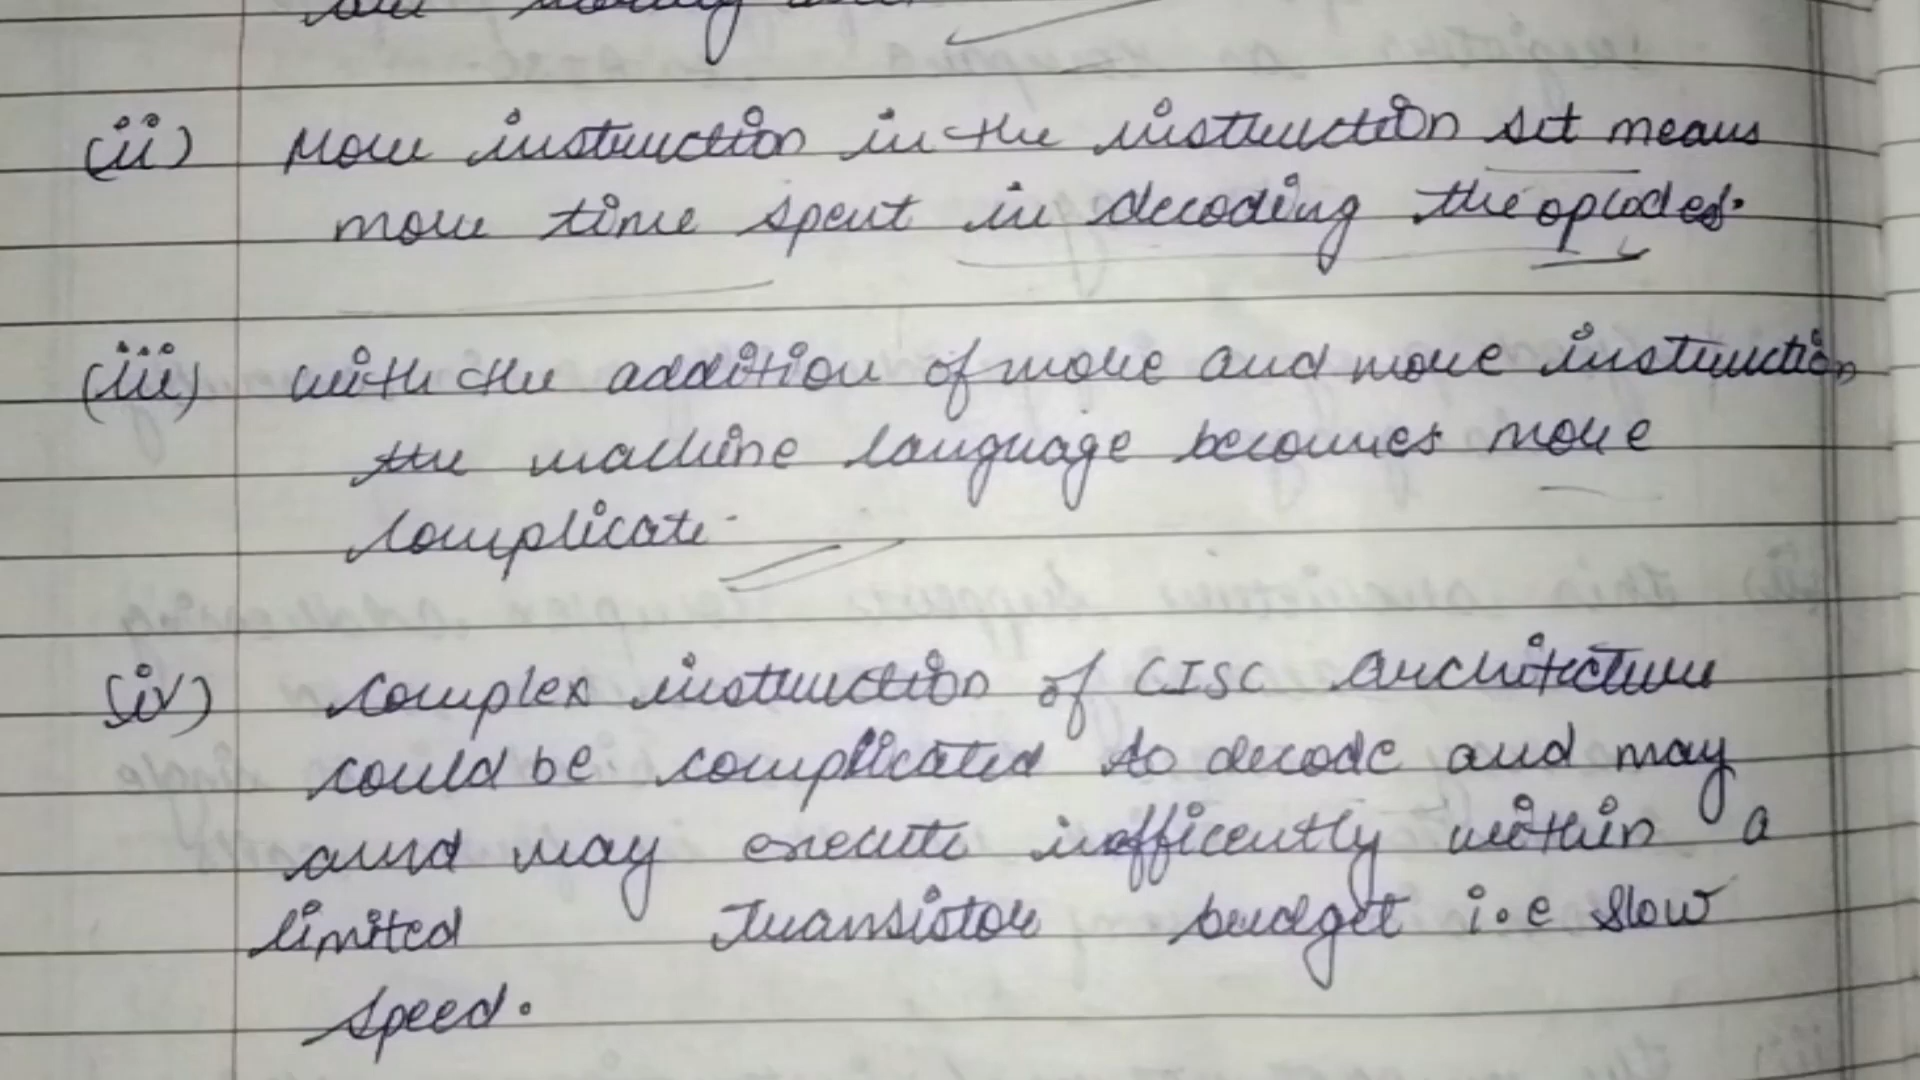 (ii) More instruction in the instruction set means
more time spent in decoding the opcodes.
(iii) with the addition of more and more instruction
the machine language becomes more
complicate.
(iv) complex instruction of CISC architecture
could be complicated to decode and may
and may execute inefficently within a
limited transistor budget i.e slow
speed.